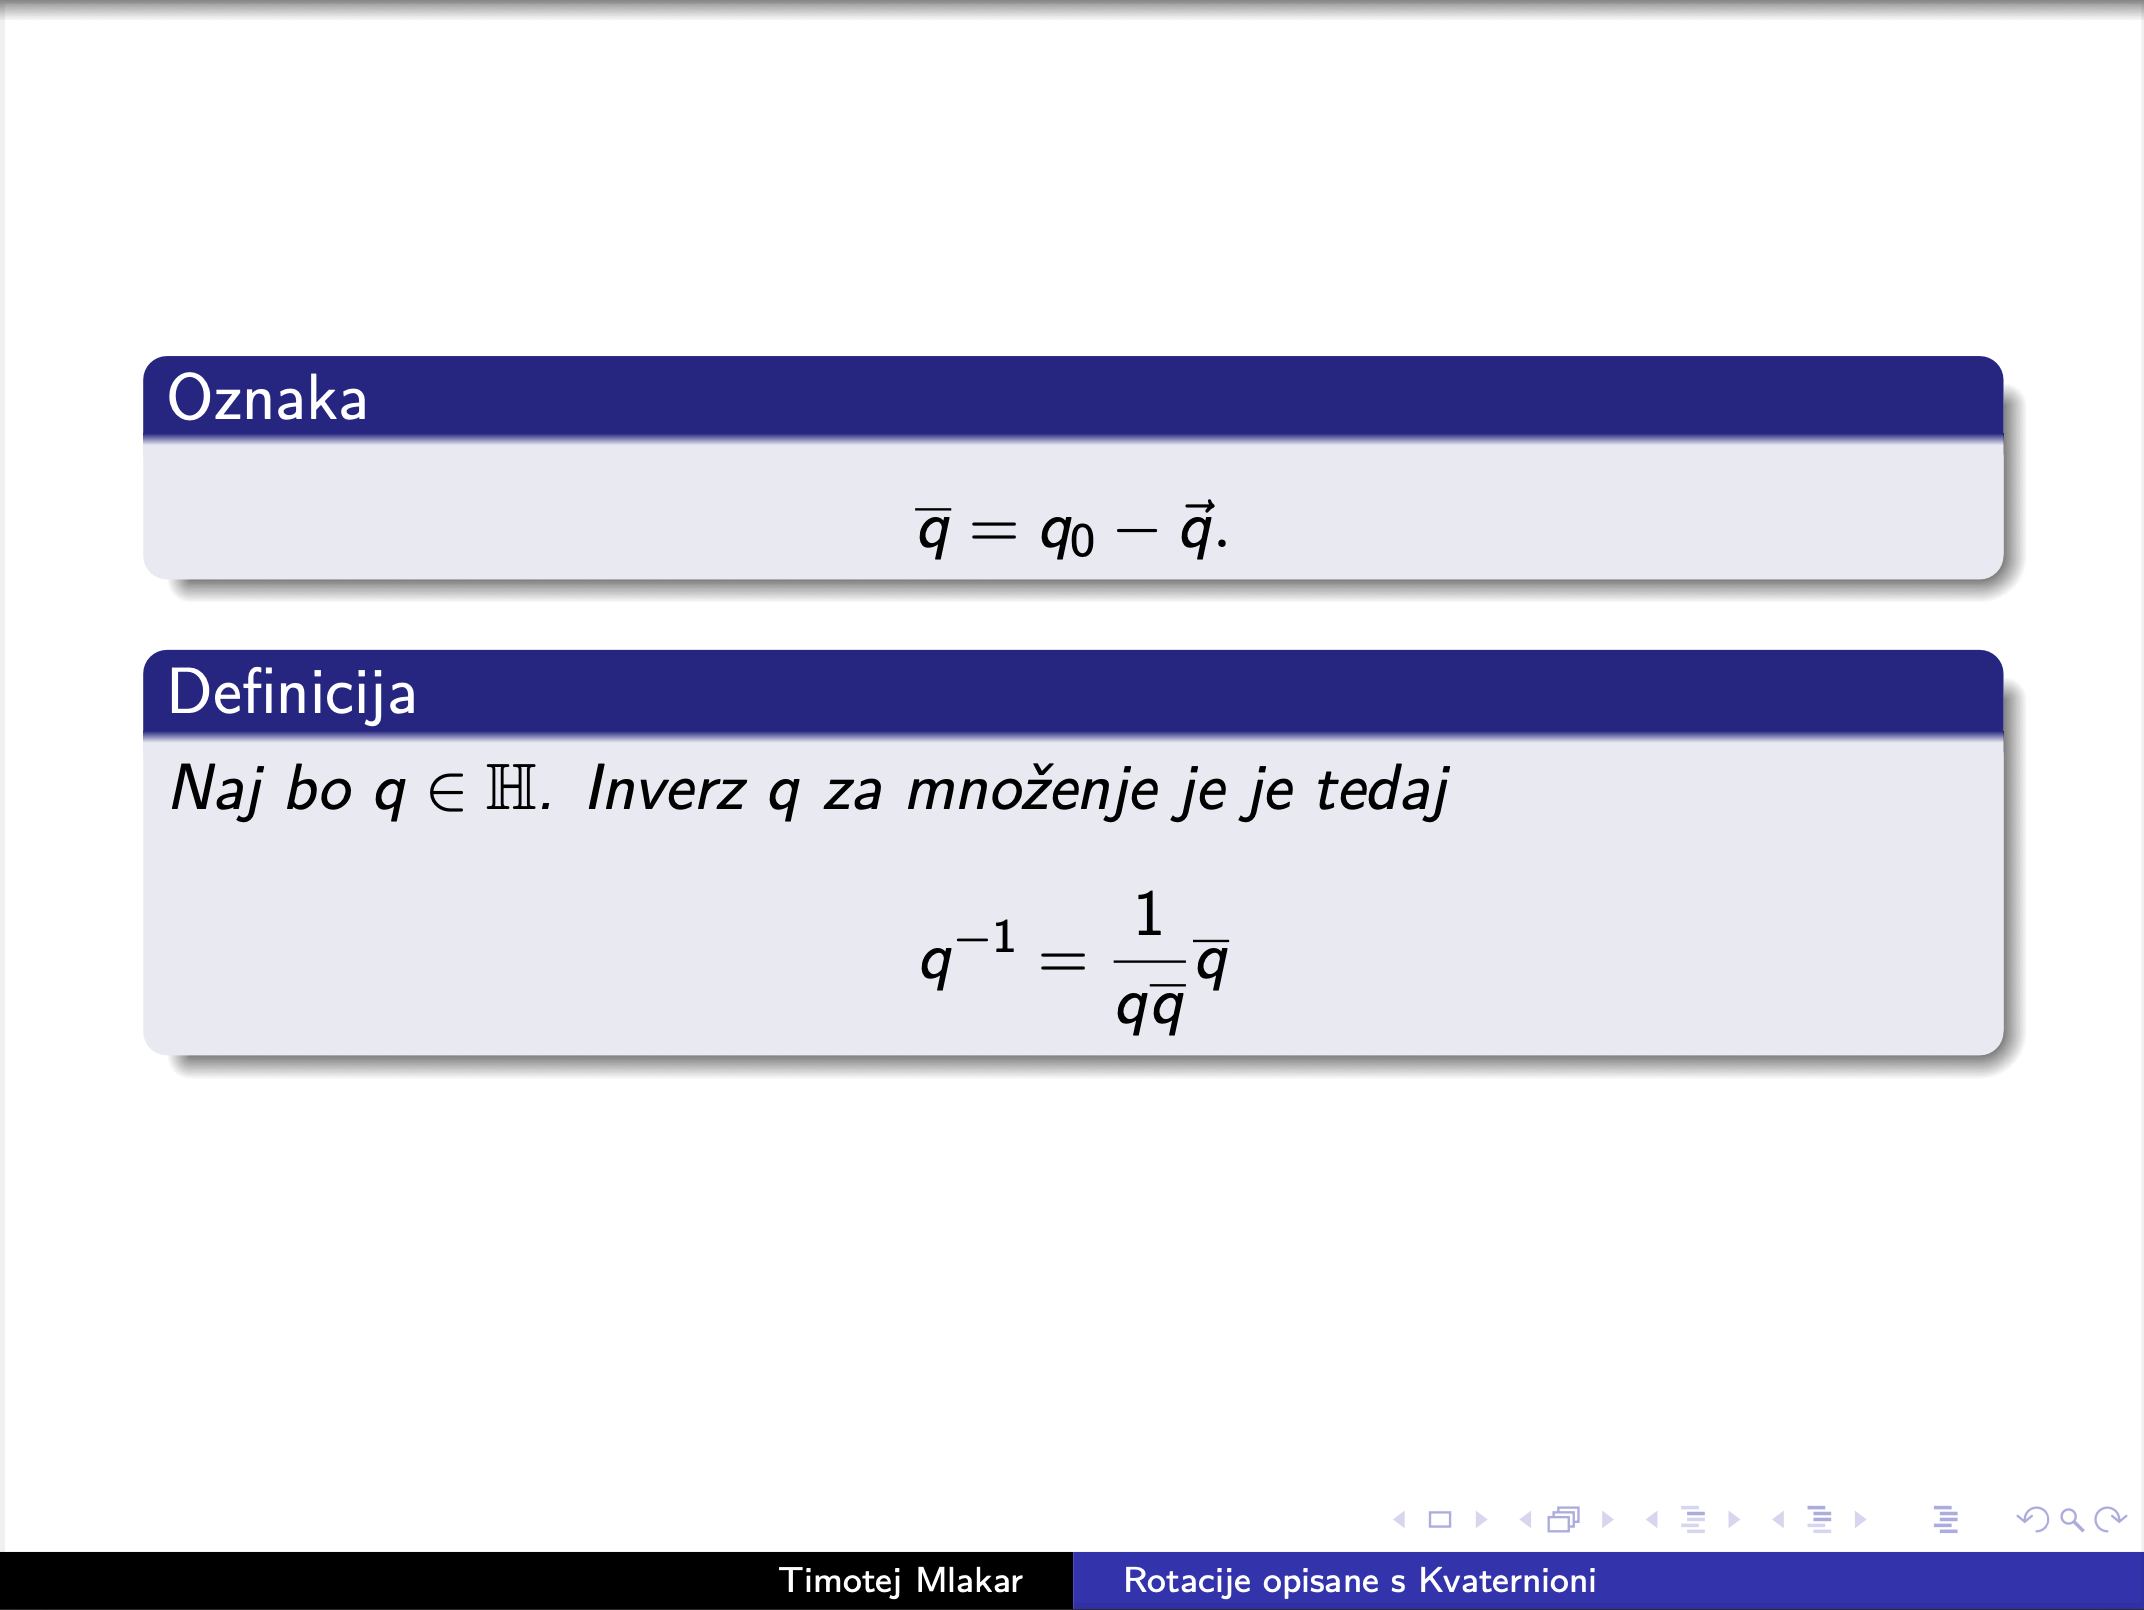 Oznaka
q̅ = q₀ − q⃗.
Definicija
Naj bo q ∈ ℍ. Inverz q za množenje je je tedaj
q⁻¹ = 1/(qq̅) q̅
Timotej Mlakar Rotacije opisane s Kvaternioni